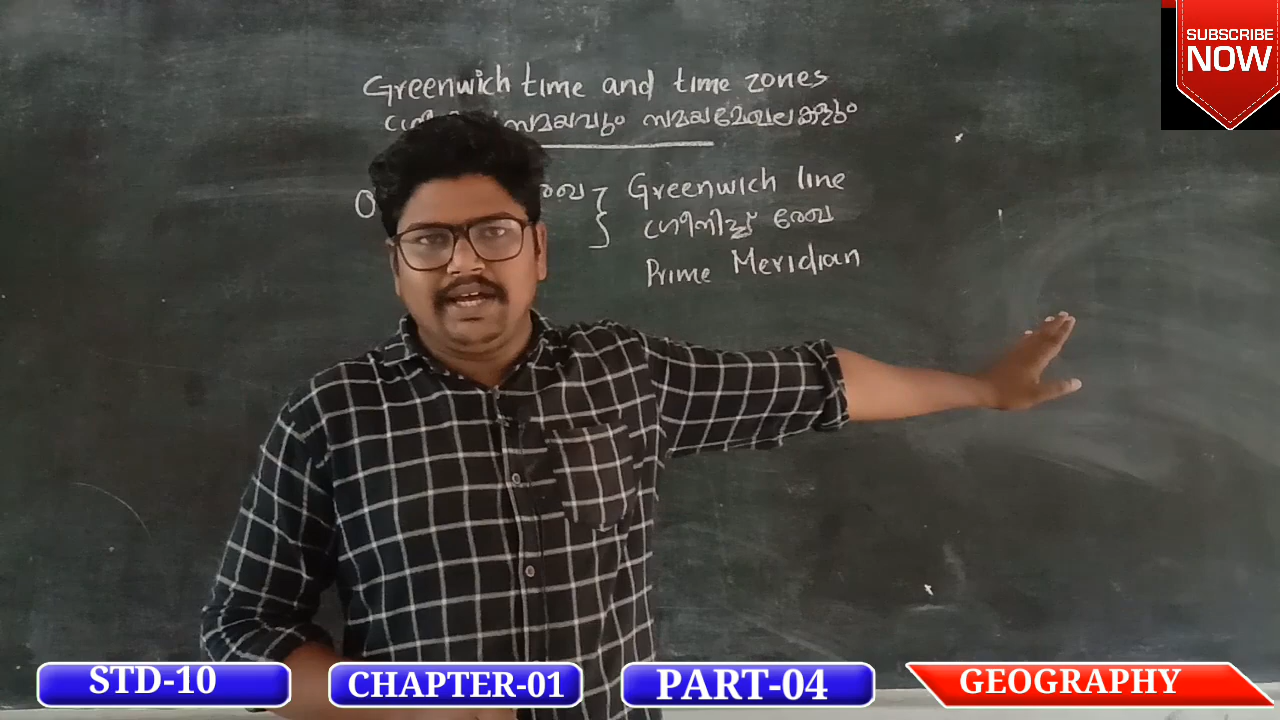 SUBSCRIBE
NOW
Greenwich time and time zones
സമയവും സമയമേഖലകളും
Greenwich line
ഗ്രീനിച്ച് രേഖ
Prime Meridian
STD-10
CHAPTER-01
PART-04
GEOGRAPHY